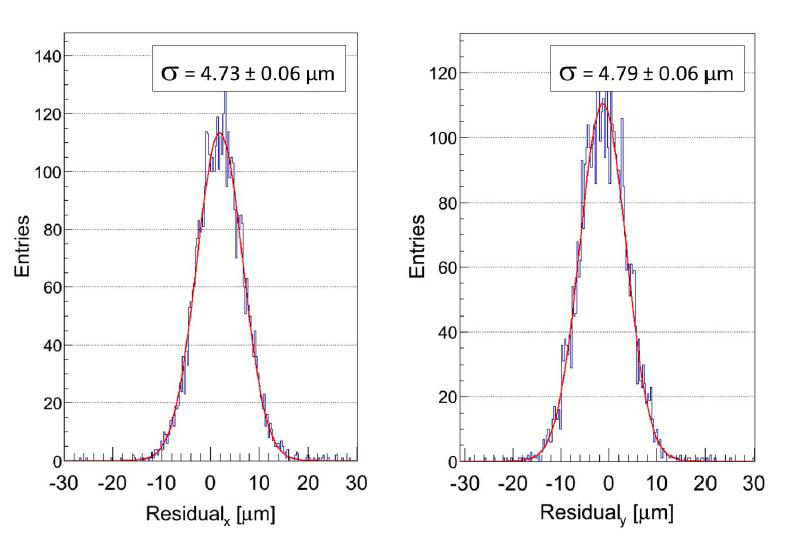 σ = 4.73 ± 0.06 µm
140
120
100
80
60
40
20
0
Entries
-30 -20 -10 0 10 20 30
Residualx [µm]
σ = 4.79 ± 0.06 µm
120
100
80
60
40
20
0
Entries
-30 -20 -10 0 10 20 30
Residualy [µm]